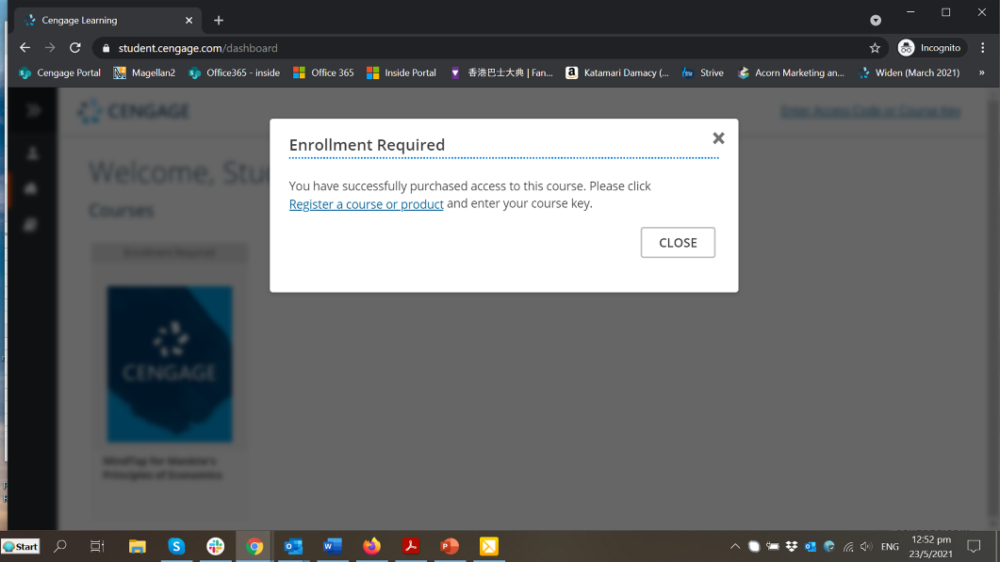 Cengage Learning
student.cengage.com/dashboard
Incognito
Cengage Portal
Magellan2
Office365 - inside
Office 365
Inside Portal
香港巴士大典 | Fan...
Katamari Damacy (...
Strive
Acorn Marketing an...
Widen (March 2021)
»
CENGAGE
Enter Access Code or Course Key
Welcome, Stu
Courses
Enrollment Required
×
You have successfully purchased access to this course. Please click
Register a course or product and enter your course key.
CLOSE
Enrollment Required
CENGAGE
MindTap for Mankiw's
Principles of Economics
Start
ENG
12:52 pm
23/5/2021